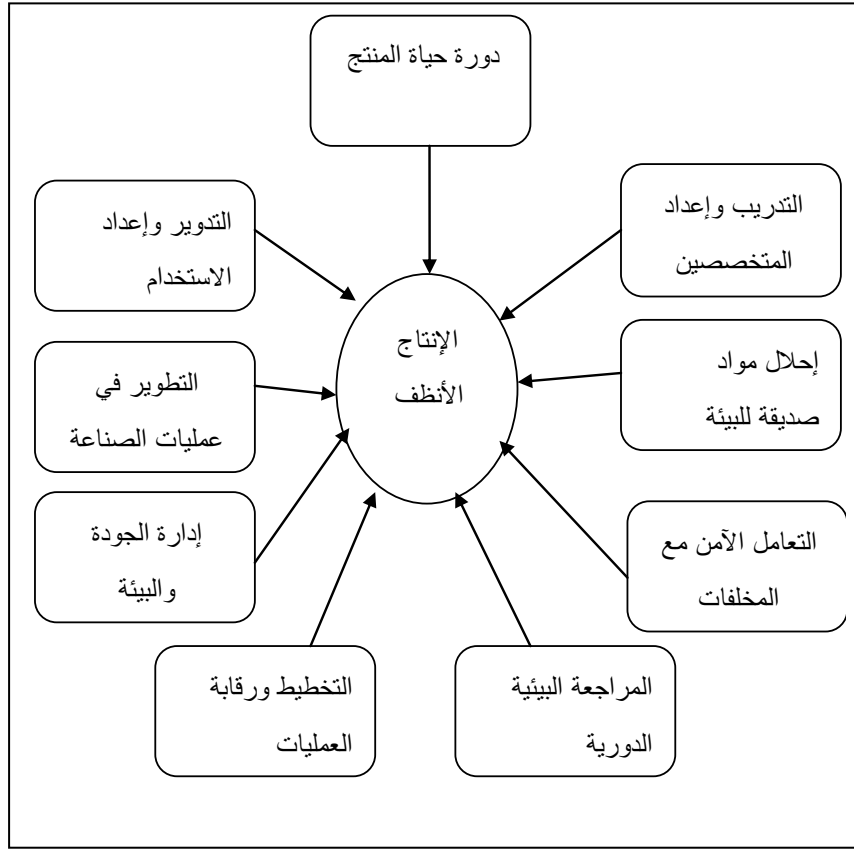 دورة حياة المنتج
التدريب وإعداد
المتخصصين
التدوير وإعداد
الاستخدام
الإنتاج
الأنظف
إحلال مواد
صديقة للبيئة
التطوير في
عمليات الصناعة
التعامل الآمن مع
المخلفات
إدارة الجودة
والبيئة
المراجعة البيئية
الدورية
التخطيط ورقابة
العمليات